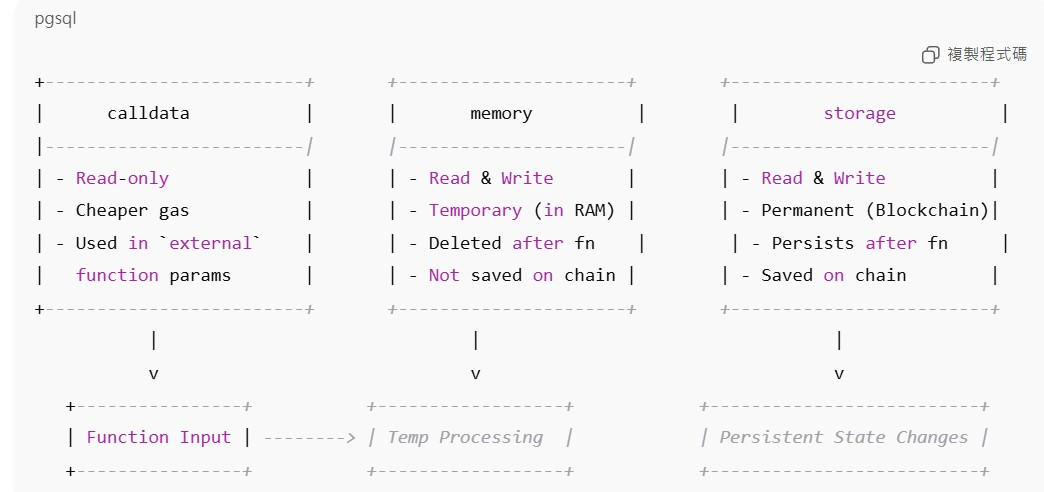 pgsql
複製程式碼
+-------------------------+       +-----------------------+        +--------------------------+
|      calldata           |       |       memory          |         |        storage          |
|-------------------------/       /-----------------------/        /-------------------------/
| - Read-only             |       | - Read & Write       |        | - Read & Write          |
| - Cheaper gas           |       | - Temporary (in RAM) |        | - Permanent (Blockchain)|
| - Used in `external`    |       | - Deleted after fn    |        | - Persists after fn     |
|   function params       |       | - Not saved on chain |        | - Saved on chain        |
+-------------------------+       +-----------------------+        +--------------------------+
|                              |                                  |
v                              v                                  v
+----------------+           +-------------------+            +--------------------------+
| Function Input | --------> | Temp Processing  |            | Persistent State Changes |
+----------------+           +-------------------+            +--------------------------+